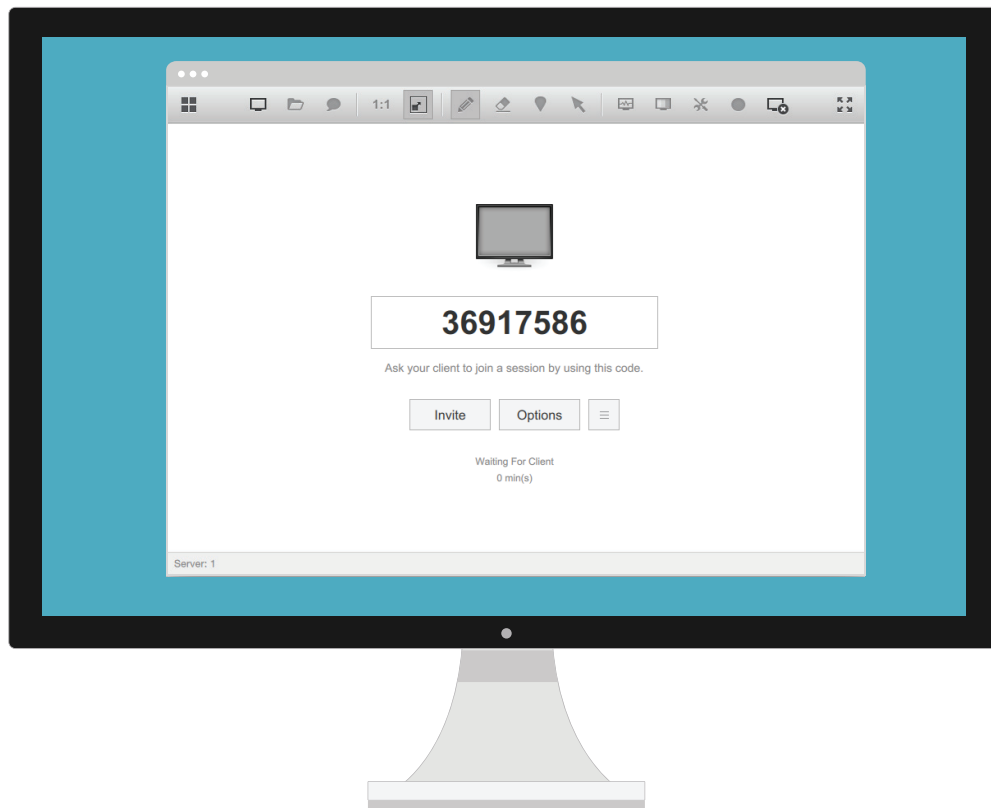 1:1
36917586
Ask your client to join a session by using this code.
Invite
Options
Waiting For Client
0 min(s)
Server: 1